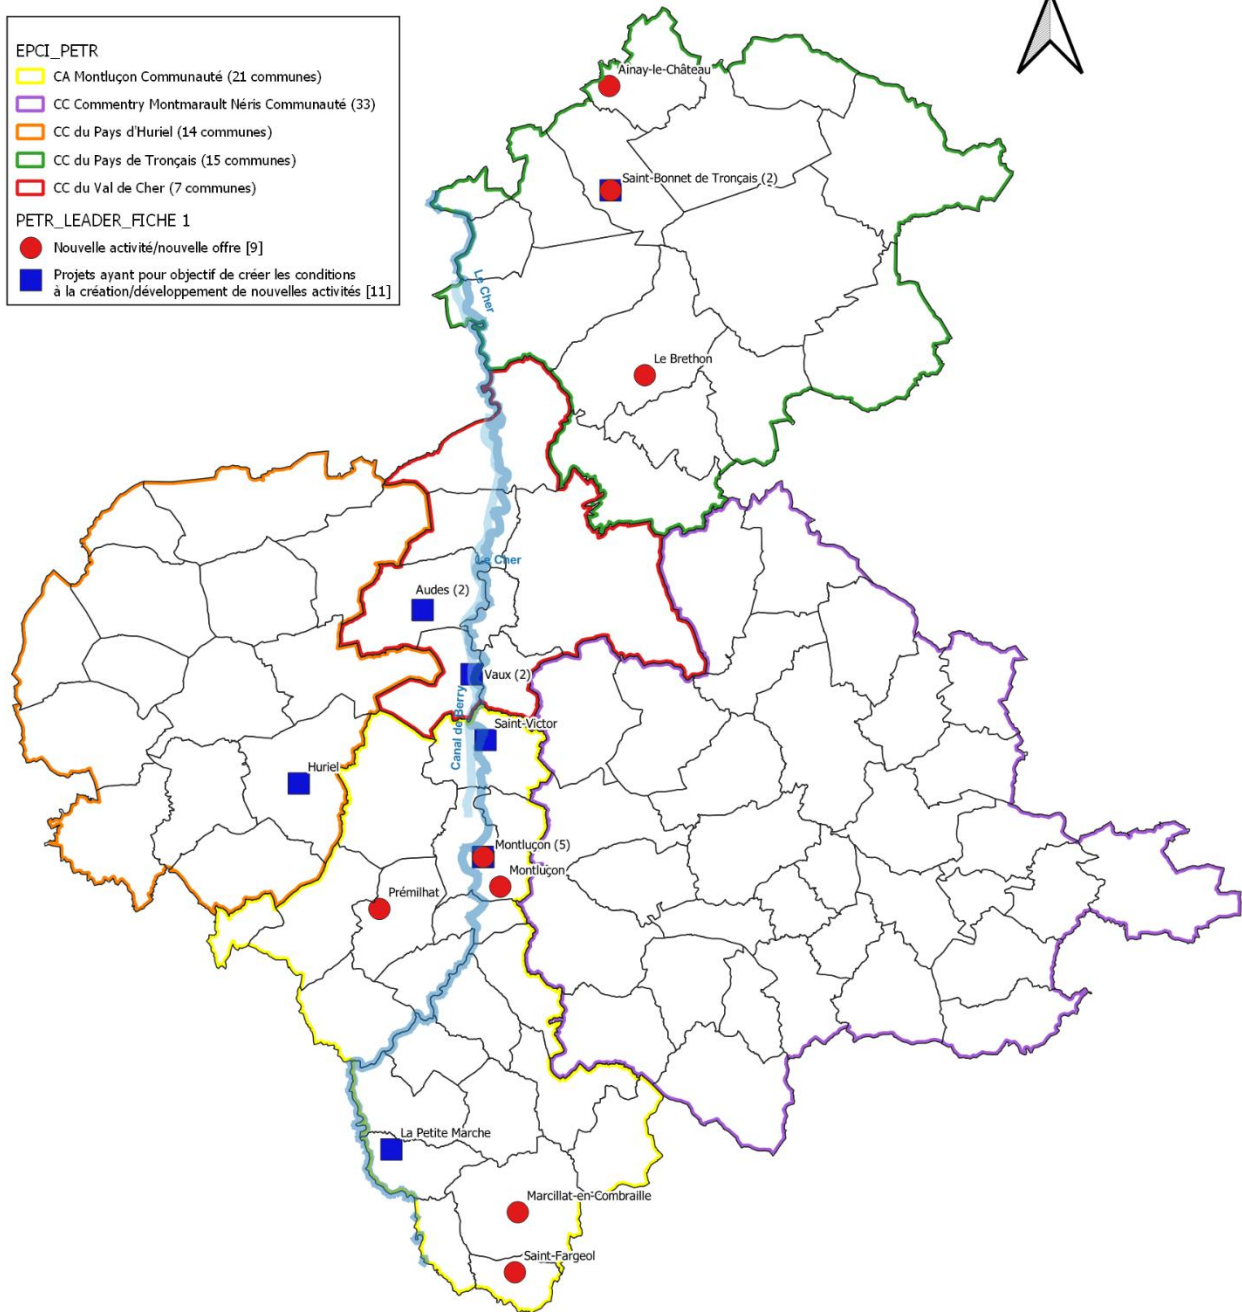 EPCI_PETR
CA Montluçon Communauté (21 communes)
CC Commentry Montmarault Néris Communauté (33)
CC du Pays d'Huriel (14 communes)
CC du Pays de Tronçais (15 communes)
CC du Val de Cher (7 communes)
PETR_LEADER_FICHE 1
Nouvelle activité/nouvelle offre [9]
Projets ayant pour objectif de créer les conditions
à la création/développement de nouvelles activités [11]
Ainay-le-Château
Saint-Bonnet de Tronçais (2)
Le Cher
Le Brethon
Le Cher
Audes (2)
Vaux (2)
Canal de Berry
Saint-Victor
Huriel
Montluçon (5)
Montluçon
Prémilhat
La Petite Marche
Marcillat-en-Combraille
Saint-Fargeol